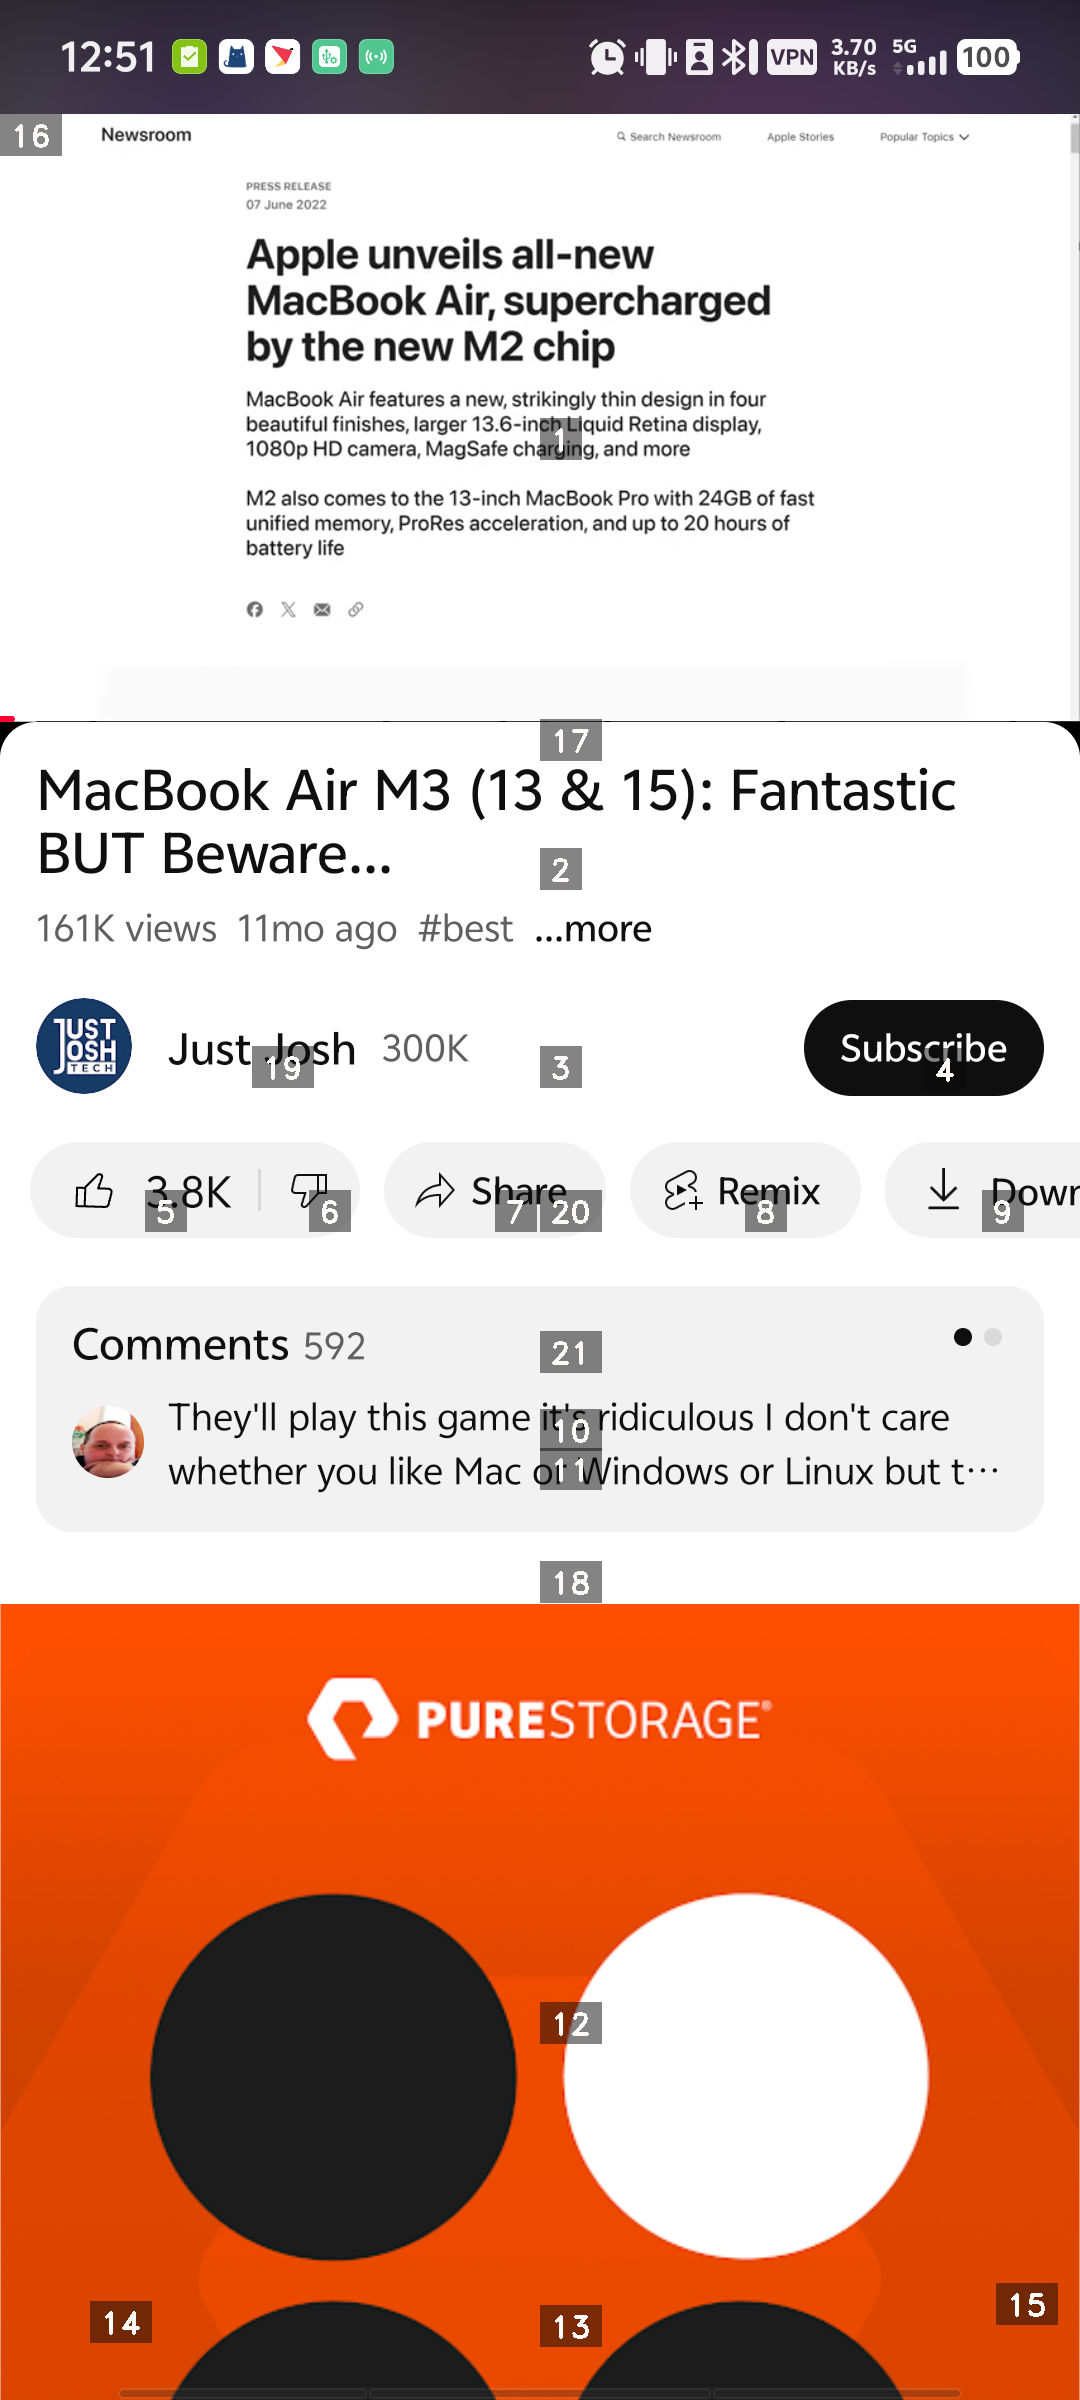 12:51
VPN 3.70 KB/s 5G 100
16
Newsroom
Search Newsroom Apple Stories Popular Topics
PRESS RELEASE
07 June 2022
Apple unveils all-new
MacBook Air, supercharged
by the new M2 chip
MacBook Air features a new, strikingly thin design in four
beautiful finishes, larger 13.6-inch Liquid Retina display,
1080p HD camera, MagSafe charging, and more
1
M2 also comes to the 13-inch MacBook Pro with 24GB of fast
unified memory, ProRes acceleration, and up to 20 hours of
battery life
17
MacBook Air M3 (13 & 15): Fantastic
BUT Beware...
2
161K views 11mo ago #best ...more
JUST JOSH TECH
Just Josh 300K
Subscribe
19 3 4
3.8K Share Remix Down
5 6 7 20 8 9
Comments 592
21
They'll play this game it's ridiculous I don't care
10
whether you like Mac or Windows or Linux but t...
11
18
PURESTORAGE®
12
14 13 15